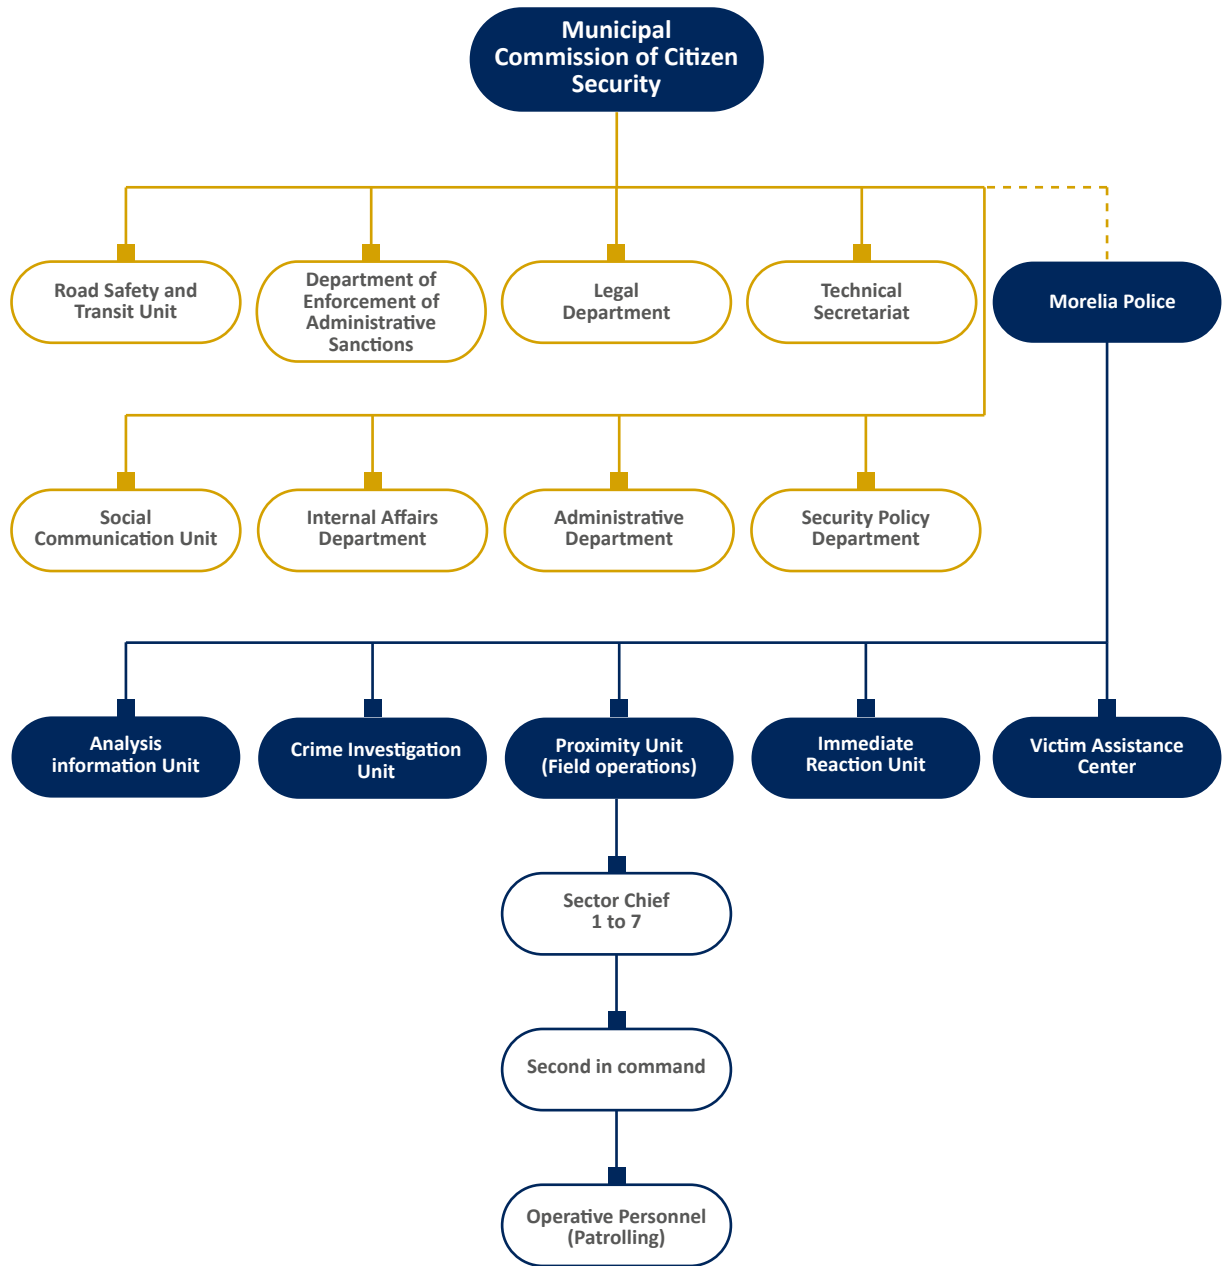 Municipal
Commission of Citizen
Security
Road Safety and
Transit Unit
Department of
Enforcement of
Administrative
Sanctions
Legal
Department
Technical
Secretariat
Morelia Police
Social
Communication Unit
Internal Affairs
Department
Administrative
Department
Security Policy
Department
Analysis
information Unit
Crime Investigation
Unit
Proximity Unit
(Field operations)
Immediate
Reaction Unit
Victim Assistance
Center
Sector Chief
1 to 7
Second in command
Operative Personnel
(Patrolling)